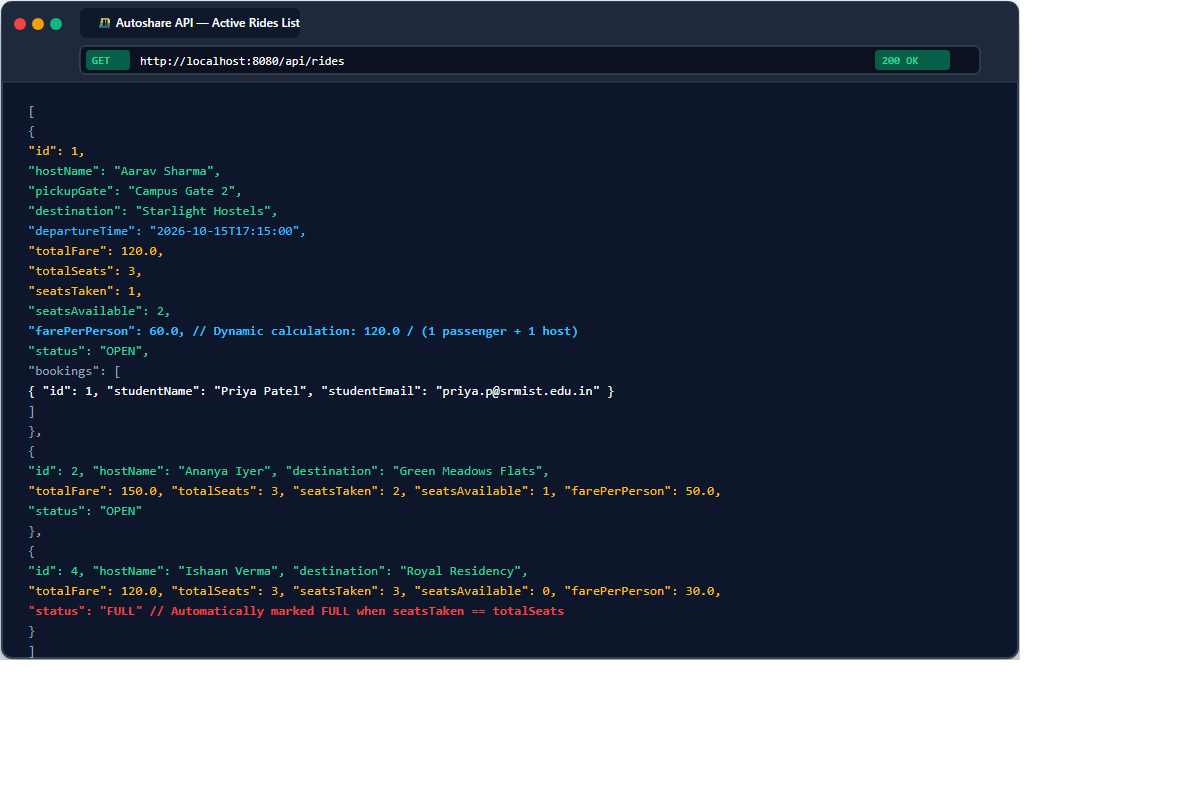 Autoshare API — Active Rides List
GET http://localhost:8080/api/rides 200 OK
[
{
"id": 1,
"hostName": "Aarav Sharma",
"pickupGate": "Campus Gate 2",
"destination": "Starlight Hostels",
"departureTime": "2026-10-15T17:15:00",
"totalFare": 120.0,
"totalSeats": 3,
"seatsTaken": 1,
"seatsAvailable": 2,
"farePerPerson": 60.0, // Dynamic calculation: 120.0 / (1 passenger + 1 host)
"status": "OPEN",
"bookings": [
{ "id": 1, "studentName": "Priya Patel", "studentEmail": "priya.p@srmist.edu.in" }
]
},
{
"id": 2, "hostName": "Ananya Iyer", "destination": "Green Meadows Flats",
"totalFare": 150.0, "totalSeats": 3, "seatsTaken": 2, "seatsAvailable": 1, "farePerPerson": 50.0,
"status": "OPEN"
},
{
"id": 4, "hostName": "Ishaan Verma", "destination": "Royal Residency",
"totalFare": 120.0, "totalSeats": 3, "seatsTaken": 3, "seatsAvailable": 0, "farePerPerson": 30.0,
"status": "FULL" // Automatically marked FULL when seatsTaken == totalSeats
}
]